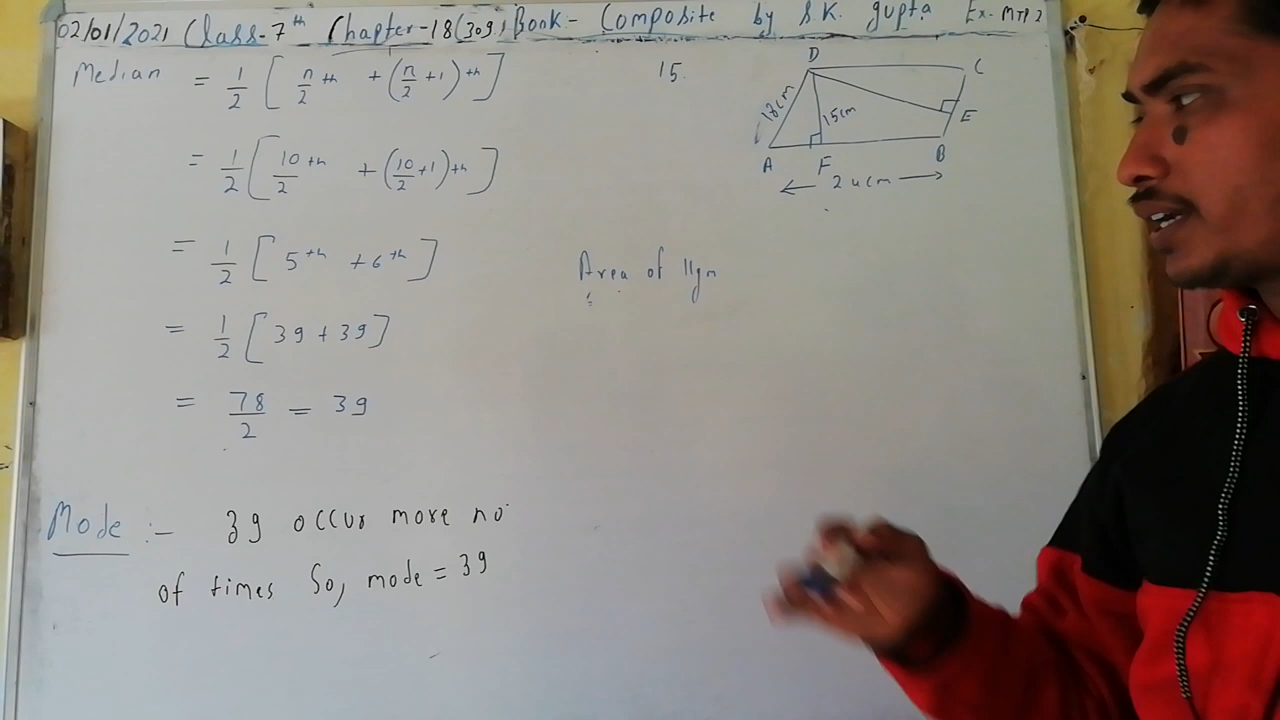 02/01/2021 Class-7th Chapter-18(39) Book- Composite by S.K. gupta Ex- MTP 2
Median = 1/2 [ n/2 th + (n/2 +1)th ]
= 1/2 [ 10/2 th + (10/2 +1)th ]
= 1/2 [ 5th + 6th ]
= 1/2 [ 39 + 39 ]
= 78/2 = 39
Mode :- 39 occur more no
of times So, mode = 39
15.
D C
18cm 15cm E
A F B
24cm
Area of ||gm